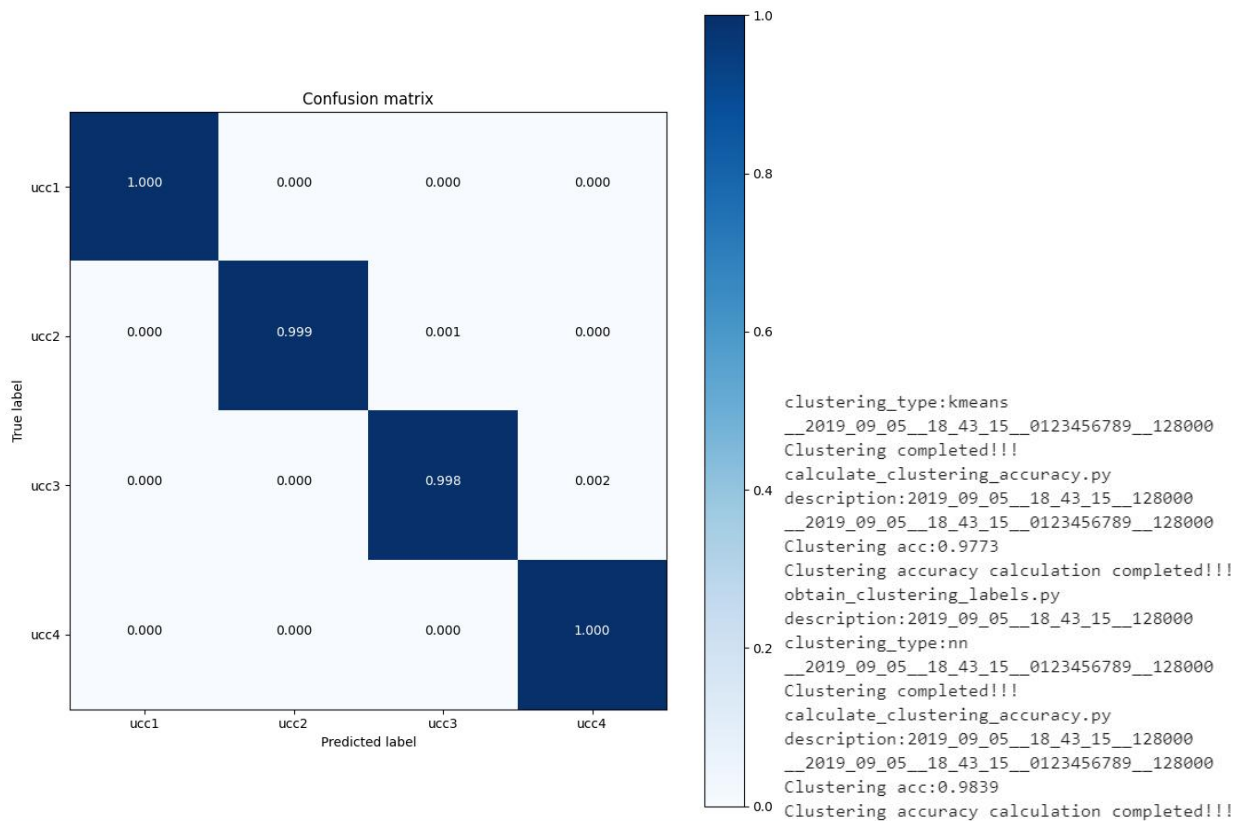 Confusion matrix
1.0
0.8
0.6
0.4
0.2
0.0
True label
ucc1
1.000 0.000 0.000 0.000
ucc2
0.000 0.999 0.001 0.000
ucc3
0.000 0.000 0.998 0.002
ucc4
0.000 0.000 0.000 1.000
ucc1 ucc2 ucc3 ucc4
Predicted label
clustering_type:kmeans
__2019_09_05__18_43_15__0123456789__128000
Clustering completed!!!
calculate_clustering_accuracy.py
description:2019_09_05__18_43_15__128000
__2019_09_05__18_43_15__0123456789__128000
Clustering acc:0.9773
Clustering accuracy calculation completed!!!
obtain_clustering_labels.py
description:2019_09_05__18_43_15__128000
clustering_type:nn
__2019_09_05__18_43_15__0123456789__128000
Clustering completed!!!
calculate_clustering_accuracy.py
description:2019_09_05__18_43_15__128000
__2019_09_05__18_43_15__0123456789__128000
Clustering acc:0.9839
Clustering accuracy calculation completed!!!